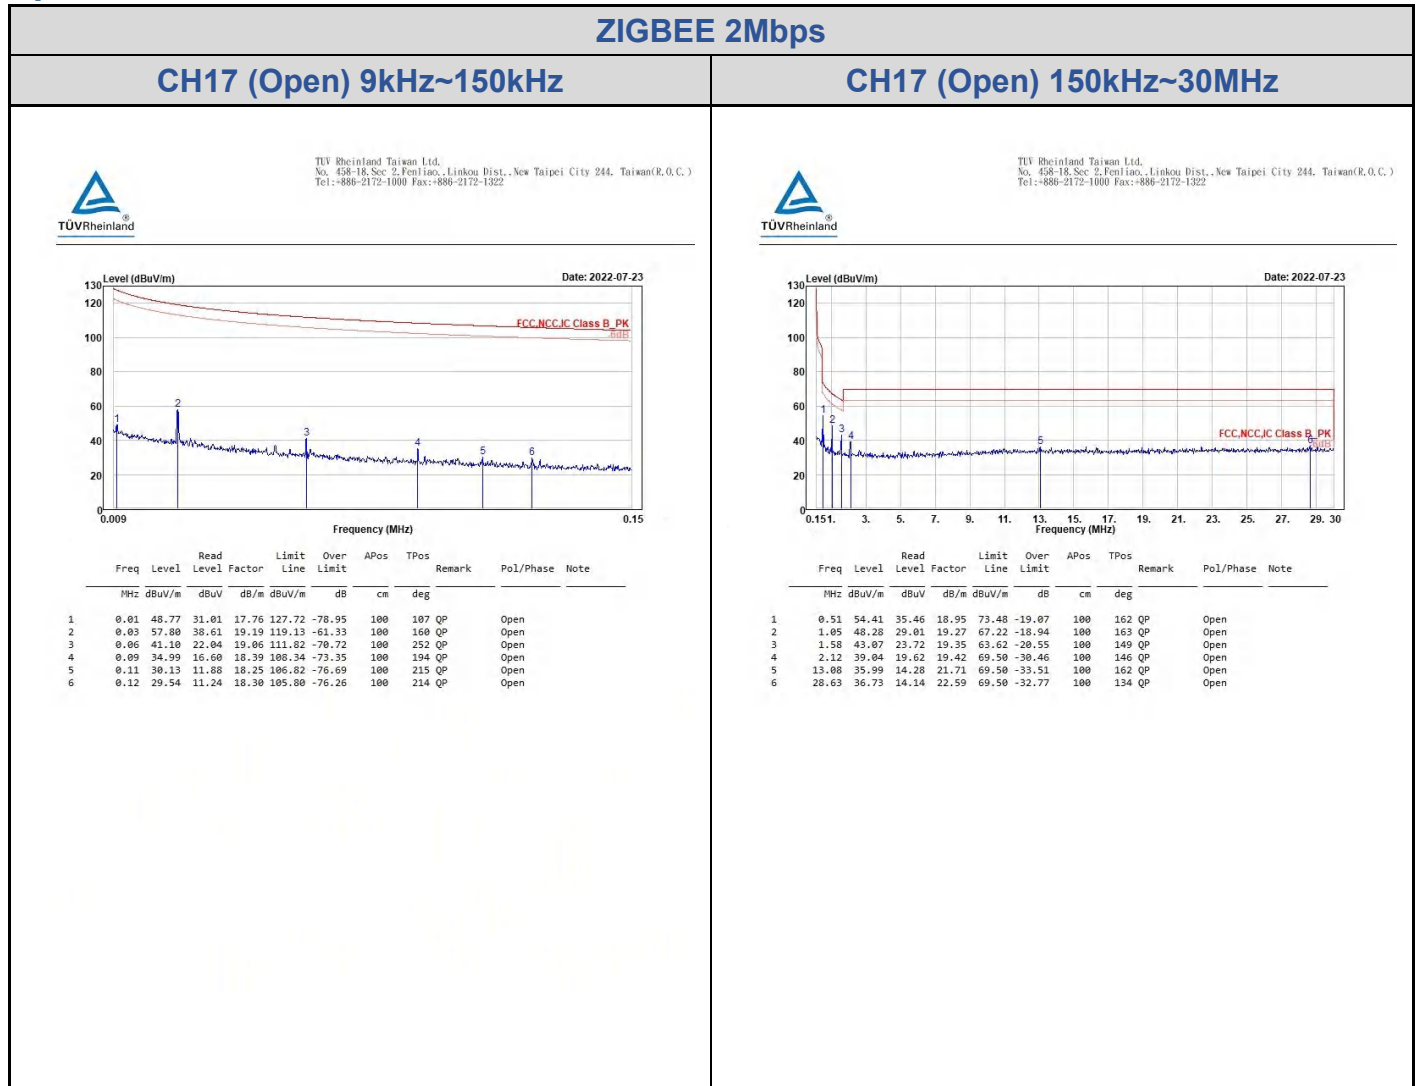 ZIGBEE 2Mbps
CH17 (Open) 9kHz~150kHz
CH17 (Open) 150kHz~30MHz
TUV Rheinland Taiwan Ltd.
No. 458-18.Sec 2.Fenliao..Linkou Dist..New Taipei City 244. Taiwan(R.O.C.)
Tel:+886-2172-1000 Fax:+886-2172-1322
TÜVRheinland®
Level (dBuV/m)
Date: 2022-07-23
130
120
100
80
60
40
20
0
FCC,NCC,IC Class B_PK
-6dB
1 2 3 4 5 6
0.009 0.15
Frequency (MHz)
Read Limit Over APos TPos
Freq Level Level Factor Line Limit Remark Pol/Phase Note
MHz dBuV/m dBuV dB/m dBuV/m dB cm deg
1 0.01 48.77 31.01 17.76 127.72 -78.95 100 107 QP Open
2 0.03 57.80 38.61 19.19 119.13 -61.33 100 160 QP Open
3 0.06 41.10 22.04 19.06 111.82 -70.72 100 252 QP Open
4 0.09 34.99 16.60 18.39 108.34 -73.35 100 194 QP Open
5 0.11 30.13 11.88 18.25 106.82 -76.69 100 215 QP Open
6 0.12 29.54 11.24 18.30 105.80 -76.26 100 214 QP Open
TUV Rheinland Taiwan Ltd.
No. 458-18.Sec 2.Fenliao..Linkou Dist..New Taipei City 244. Taiwan(R.O.C.)
Tel:+886-2172-1000 Fax:+886-2172-1322
TÜVRheinland®
Level (dBuV/m)
Date: 2022-07-23
130
120
100
80
60
40
20
0
FCC,NCC,IC Class B_PK
-6dB
1 2 3 4 5 6
0.151. 3. 5. 7. 9. 11. 13. 15. 17. 19. 21. 23. 25. 27. 29. 30
Frequency (MHz)
Read Limit Over APos TPos
Freq Level Level Factor Line Limit Remark Pol/Phase Note
MHz dBuV/m dBuV dB/m dBuV/m dB cm deg
1 0.51 54.41 35.46 18.95 73.48 -19.07 100 162 QP Open
2 1.05 48.28 29.01 19.27 67.22 -18.94 100 163 QP Open
3 1.58 43.07 23.72 19.35 63.62 -20.55 100 149 QP Open
4 2.12 39.04 19.62 19.42 69.50 -30.46 100 146 QP Open
5 13.08 35.99 14.28 21.71 69.50 -33.51 100 162 QP Open
6 28.63 36.73 14.14 22.59 69.50 -32.77 100 134 QP Open